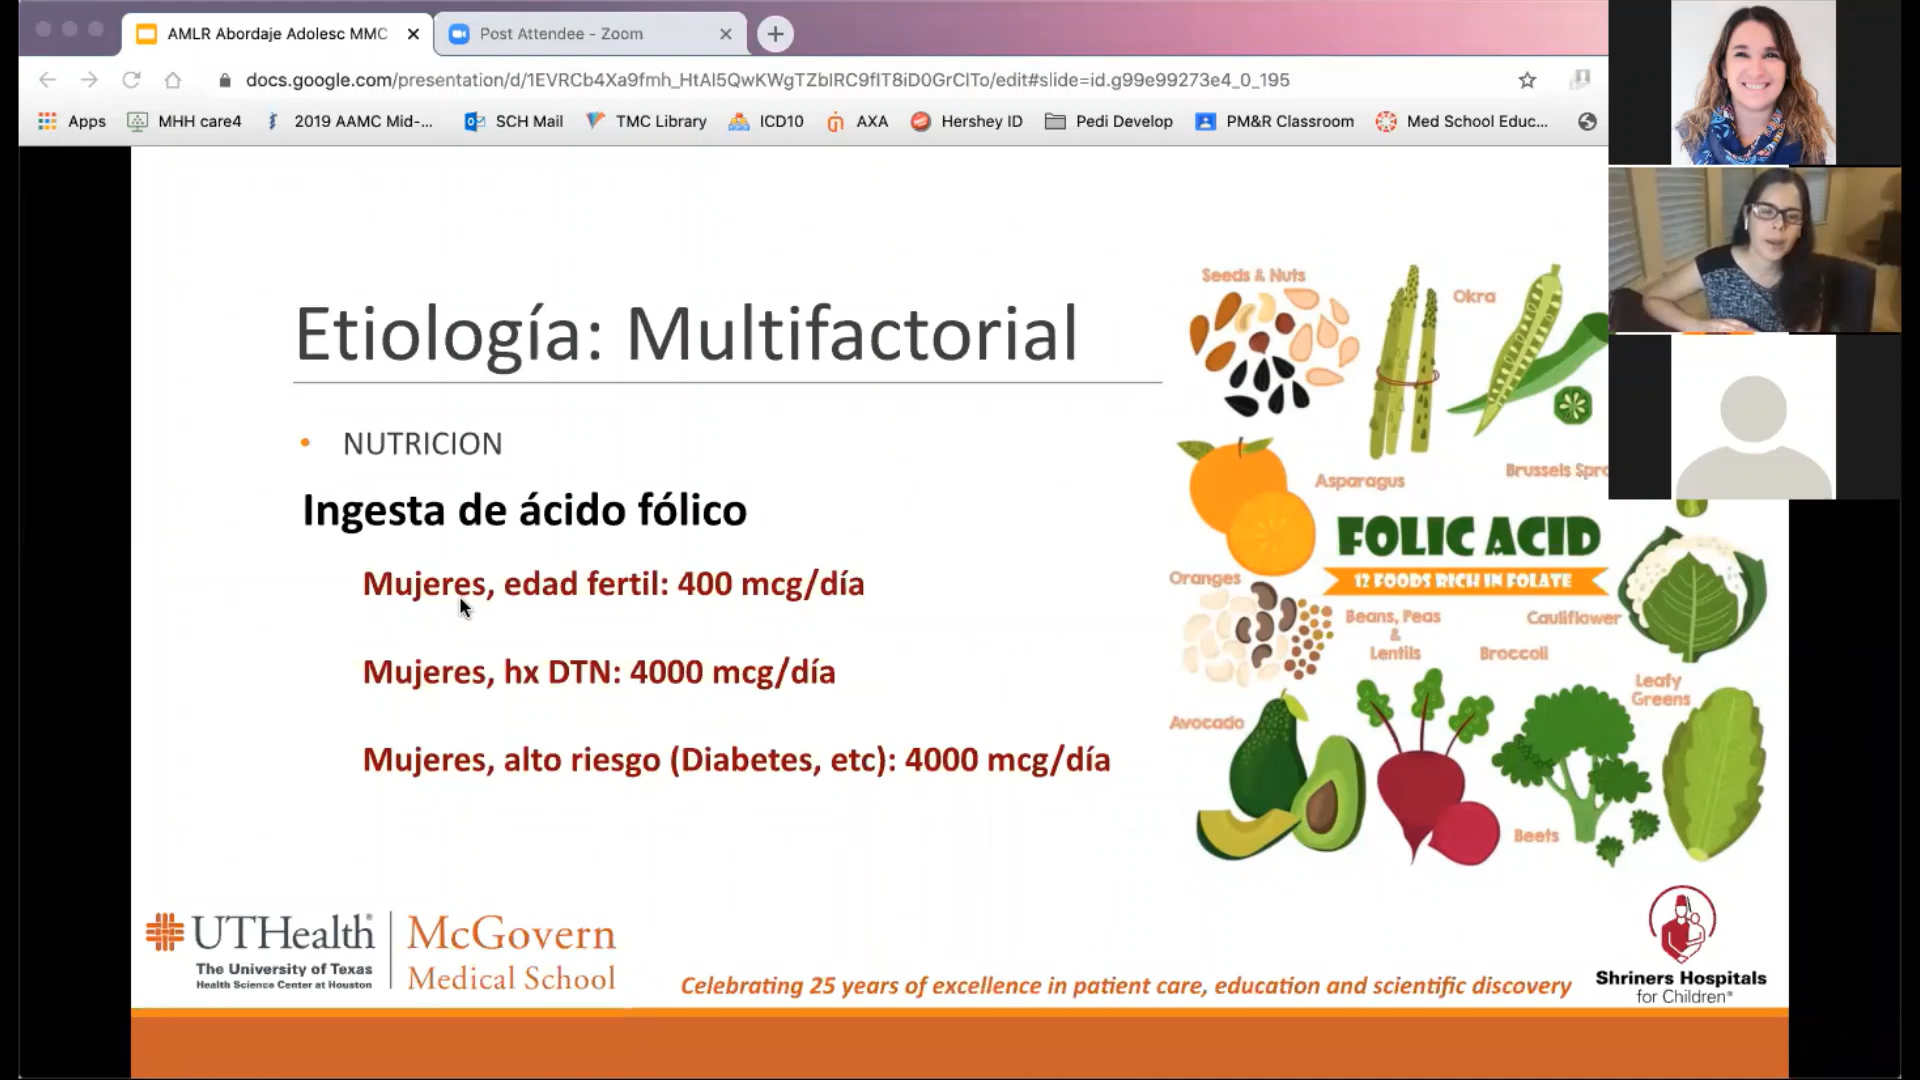 AMLR Abordaje Adolesc MMC
Post Attendee - Zoom
docs.google.com/presentation/d/1EVRCb4Xa9fmh_HtAI5QwKWgTZbIRC9fIT8iD0GrCITo/edit#slide=id.g99e99273e4_0_195
Apps MHH care4 2019 AAMC Mid-... SCH Mail TMC Library ICD10 AXA Hershey ID Pedi Develop PM&R Classroom Med School Educ...
Etiología: Multifactorial
• NUTRICION
Ingesta de ácido fólico
Mujeres, edad fertil: 400 mcg/día
Mujeres, hx DTN: 4000 mcg/día
Mujeres, alto riesgo (Diabetes, etc): 4000 mcg/día
Seeds & Nuts
Okra
Asparagus
Brussels Spro
FOLIC ACID
12 FOODS RICH IN FOLATE
Oranges
Beans, Peas
&
Lentils
Cauliflower
Broccoli
Leafy
Greens
Avocado
Beets
UTHealth®
The University of Texas
Health Science Center at Houston
McGovern
Medical School
Celebrating 25 years of excellence in patient care, education and scientific discovery
Shriners Hospitals
for Children®